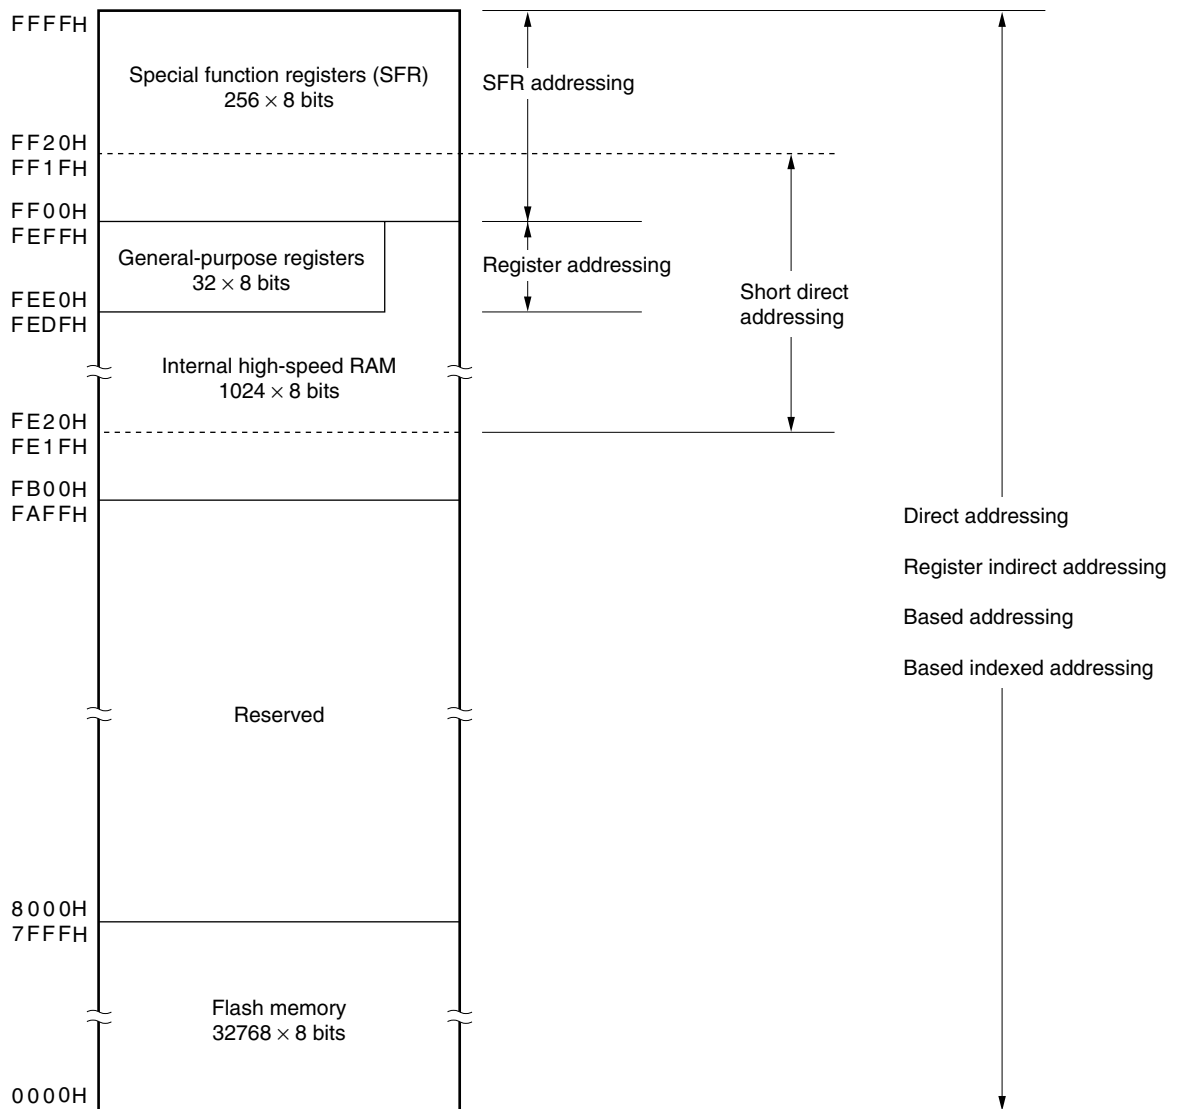 FFFFH
Special function registers (SFR)
256 × 8 bits
SFR addressing
FF20H
FF1FH
FF00H
FEFFH
General-purpose registers
32 × 8 bits
Register addressing
FEE0H
FEDFH
Short direct
addressing
Internal high-speed RAM
1024 × 8 bits
FE20H
FE1FH
FB00H
FAFFH
Direct addressing
Register indirect addressing
Based addressing
Based indexed addressing
Reserved
8000H
7FFFH
Flash memory
32768 × 8 bits
0000H